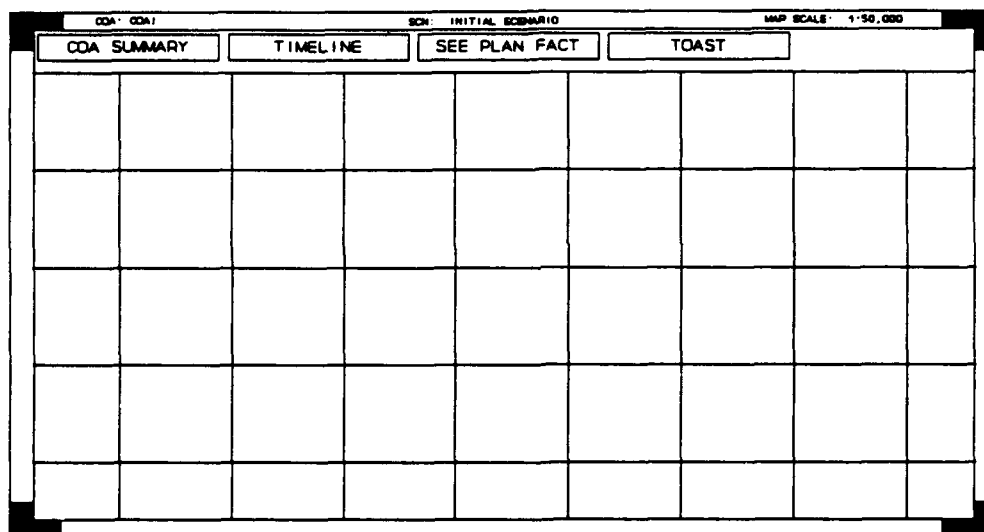 COA: COA1 SCN: INITIAL SCENARIO MAP SCALE: 1:50,000
COA SUMMARY TIMELINE SEE PLAN FACT TOAST